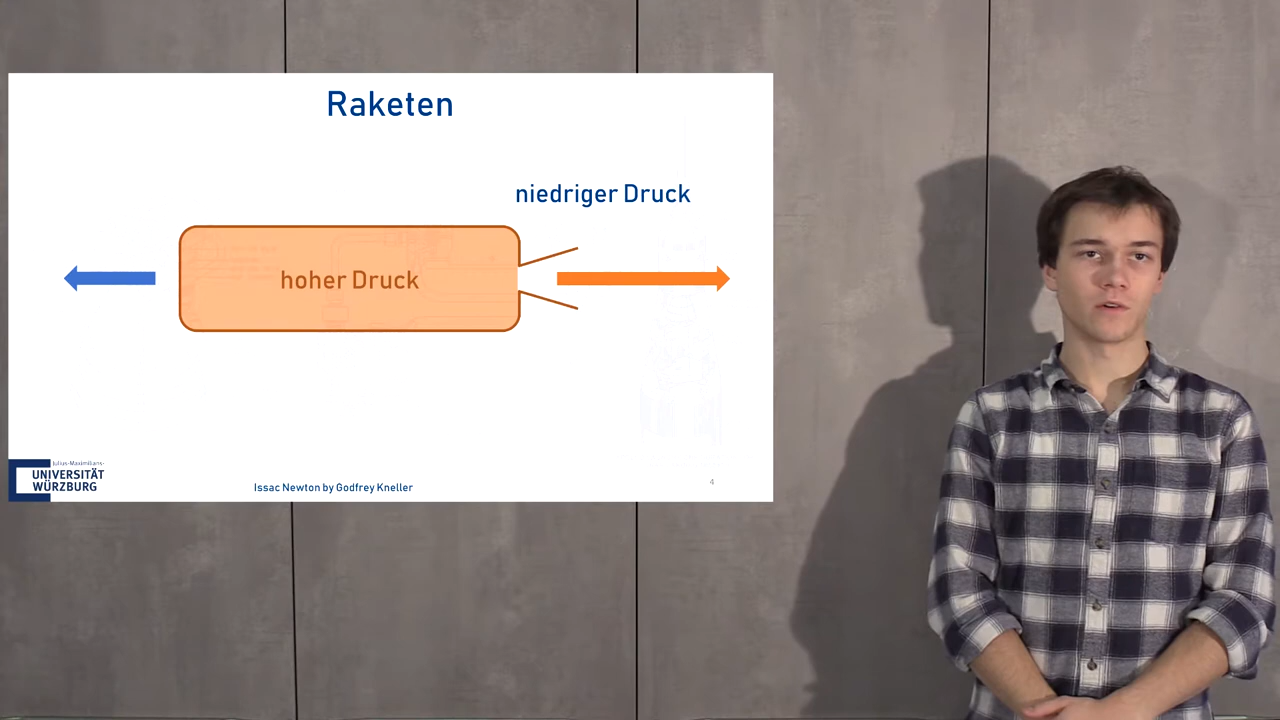 Raketen
niedriger Druck
hoher Druck
Julius-Maximilians-
UNIVERSITÄT
WÜRZBURG
Issac Newton by Godfrey Kneller
4